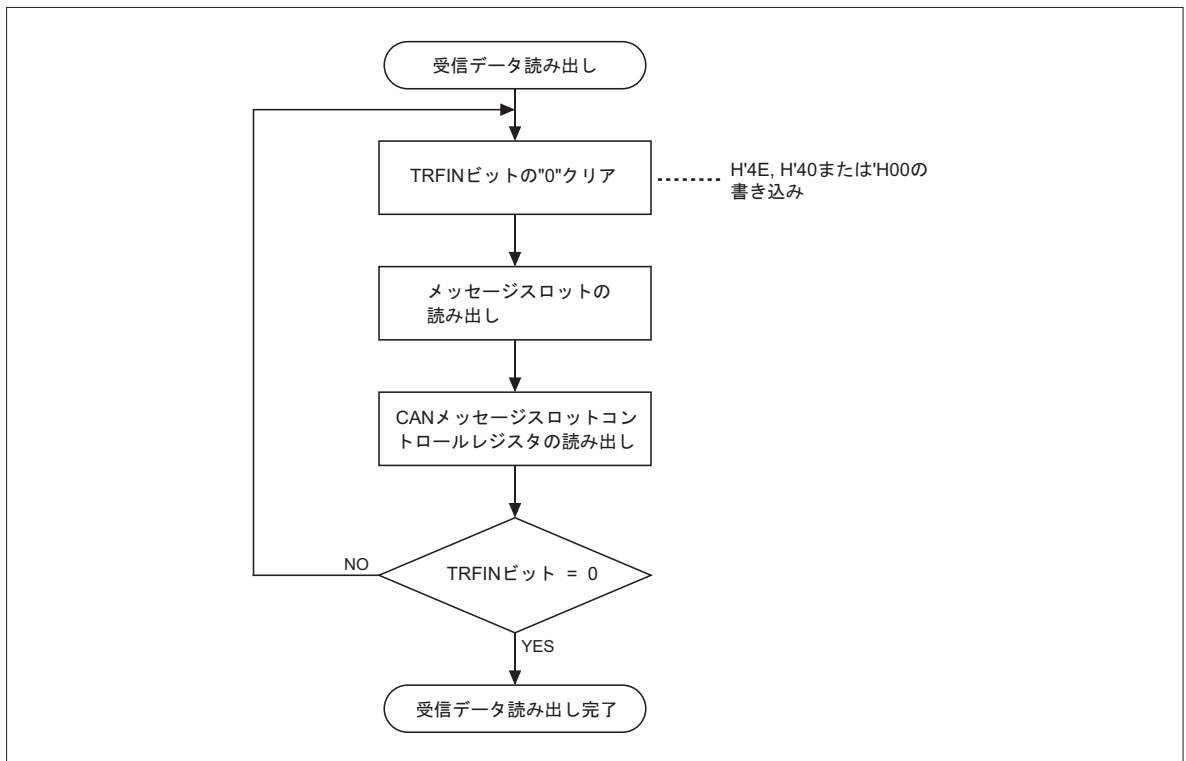 受信データ読み出し
TRFINビットの"0"クリア
H'4E, H'40または'H00の
書き込み
メッセージスロットの
読み出し
CANメッセージスロットコン
トロールレジスタの読み出し
NO
TRFINビット = 0
YES
受信データ読み出し完了